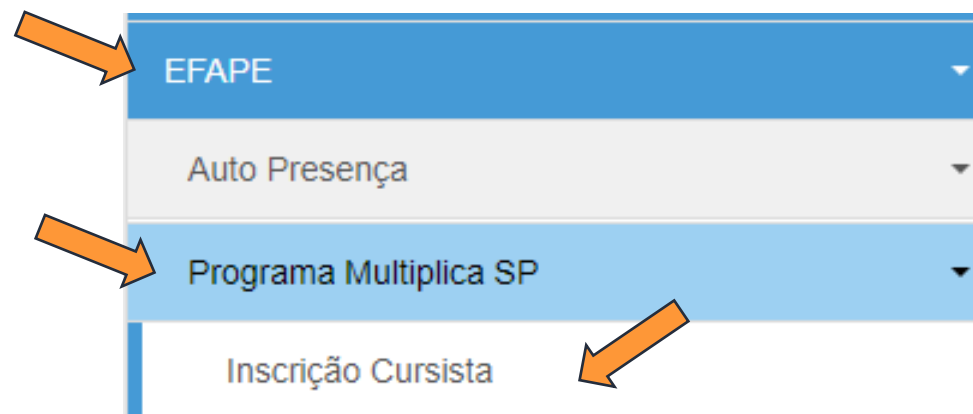 EFAPE
Auto Presença
Programa Multiplica SP
Inscrição Cursista